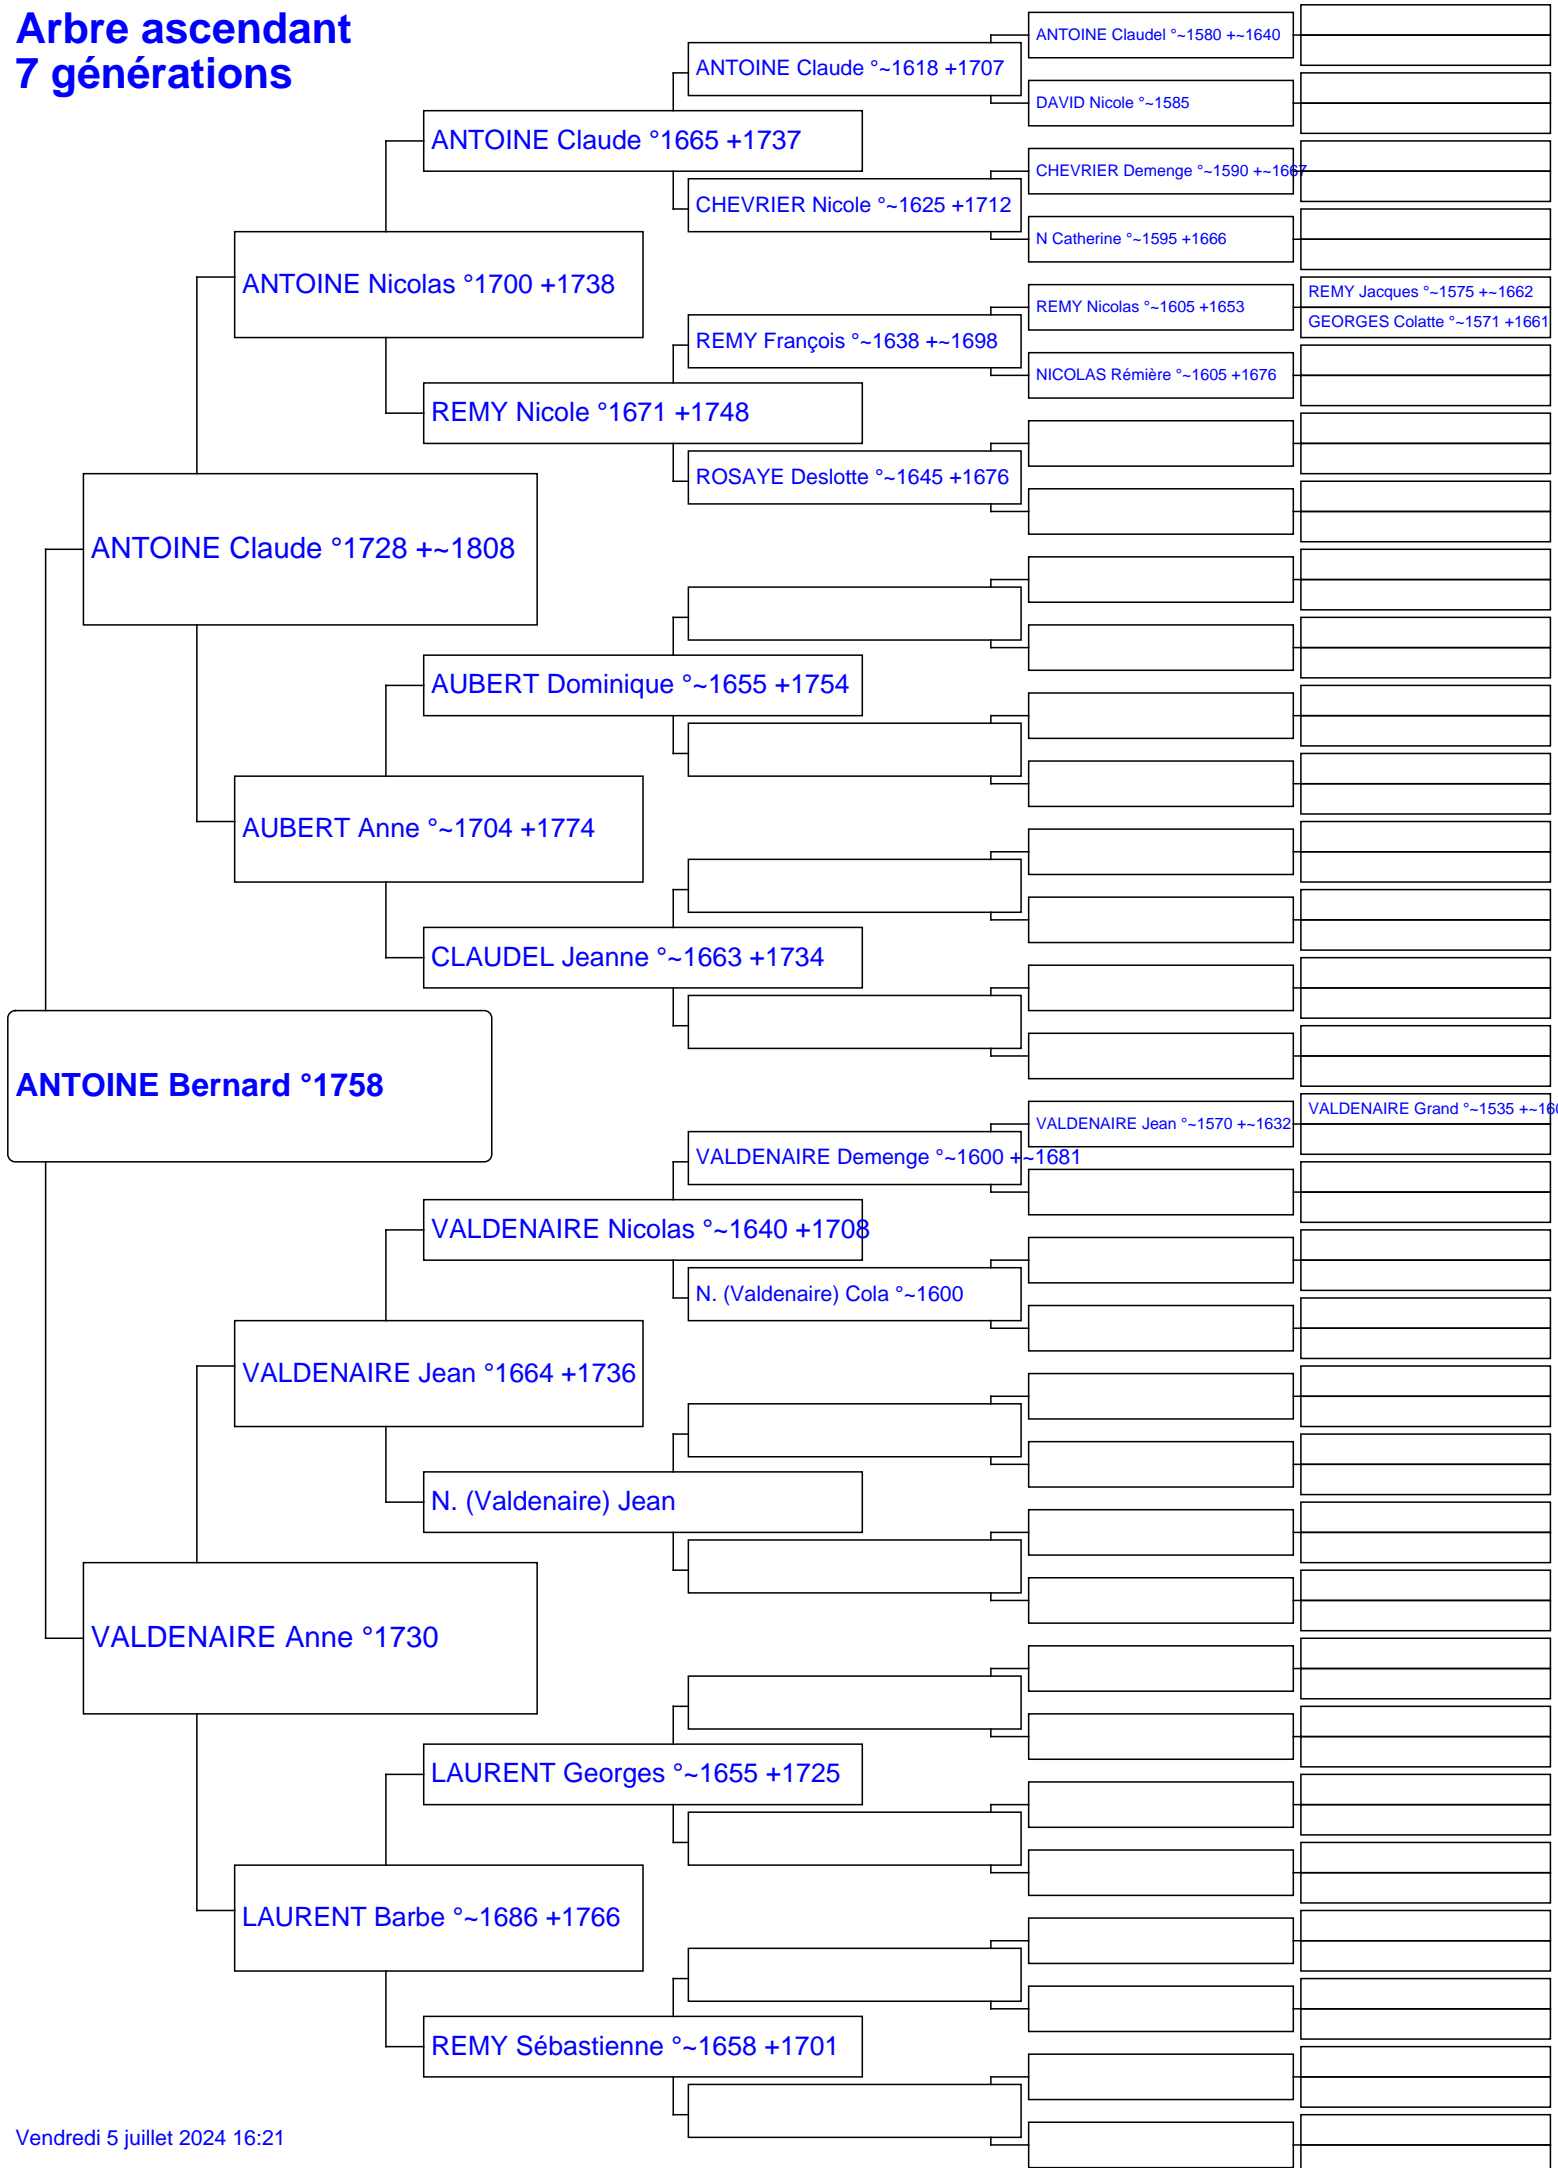 Arbre ascendant
7 générations
ANTOINE Claudel °~1580 +~1640
ANTOINE Claude °~1618 +1707
DAVID Nicole °~1585
ANTOINE Claude °1665 +1737
CHEVRIER Demenge °~1590 +~1667
CHEVRIER Nicole °~1625 +1712
N Catherine °~1595 +1666
ANTOINE Nicolas °1700 +1738
REMY Jacques °~1575 +~1662
REMY Nicolas °~1605 +1653
GEORGES Colatte °~1571 +1661
REMY François °~1638 +~1698
NICOLAS Rémière °~1605 +1676
REMY Nicole °1671 +1748
ROSAYE Deslotte °~1645 +1676
ANTOINE Claude °1728 +~1808
AUBERT Dominique °~1655 +1754
AUBERT Anne °~1704 +1774
CLAUDEL Jeanne °~1663 +1734
ANTOINE Bernard °1758
VALDENAIRE Grand °~1535 +~160
VALDENAIRE Jean °~1570 +~1632
VALDENAIRE Demenge °~1600 +~1681
VALDENAIRE Nicolas °~1640 +1708
N. (Valdenaire) Cola °~1600
VALDENAIRE Jean °1664 +1736
N. (Valdenaire) Jean
VALDENAIRE Anne °1730
LAURENT Georges °~1655 +1725
LAURENT Barbe °~1686 +1766
REMY Sébastienne °~1658 +1701
Vendredi 5 juillet 2024 16:21